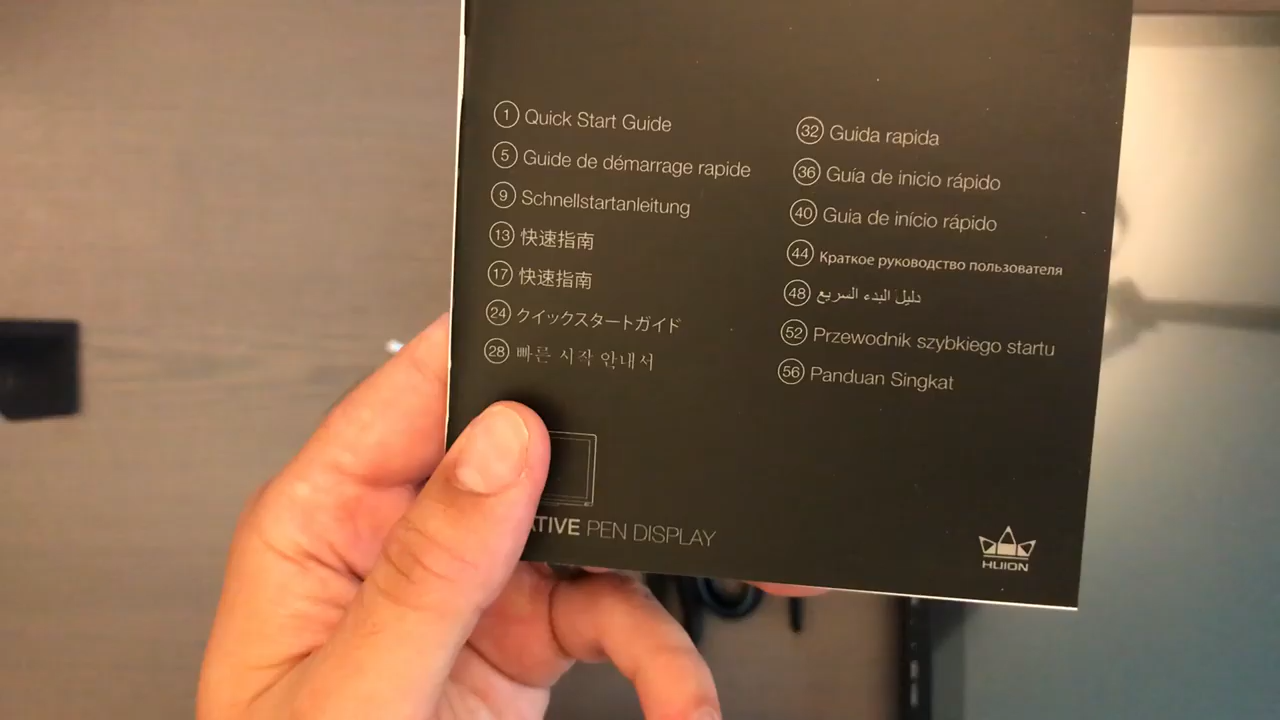 1 Quick Start Guide
5 Guide de démarrage rapide
9 Schnellstartanleitung
13 快速指南
17 快速指南
24 クイックスタートガイド
28 빠른 시작 안내서
32 Guida rapida
36 Guía de inicio rápido
40 Guia de início rápido
44 Краткое руководство пользователя
48 دليل البدء السريع
52 Przewodnik szybkiego startu
56 Panduan Singkat
ATIVE PEN DISPLAY
HUION